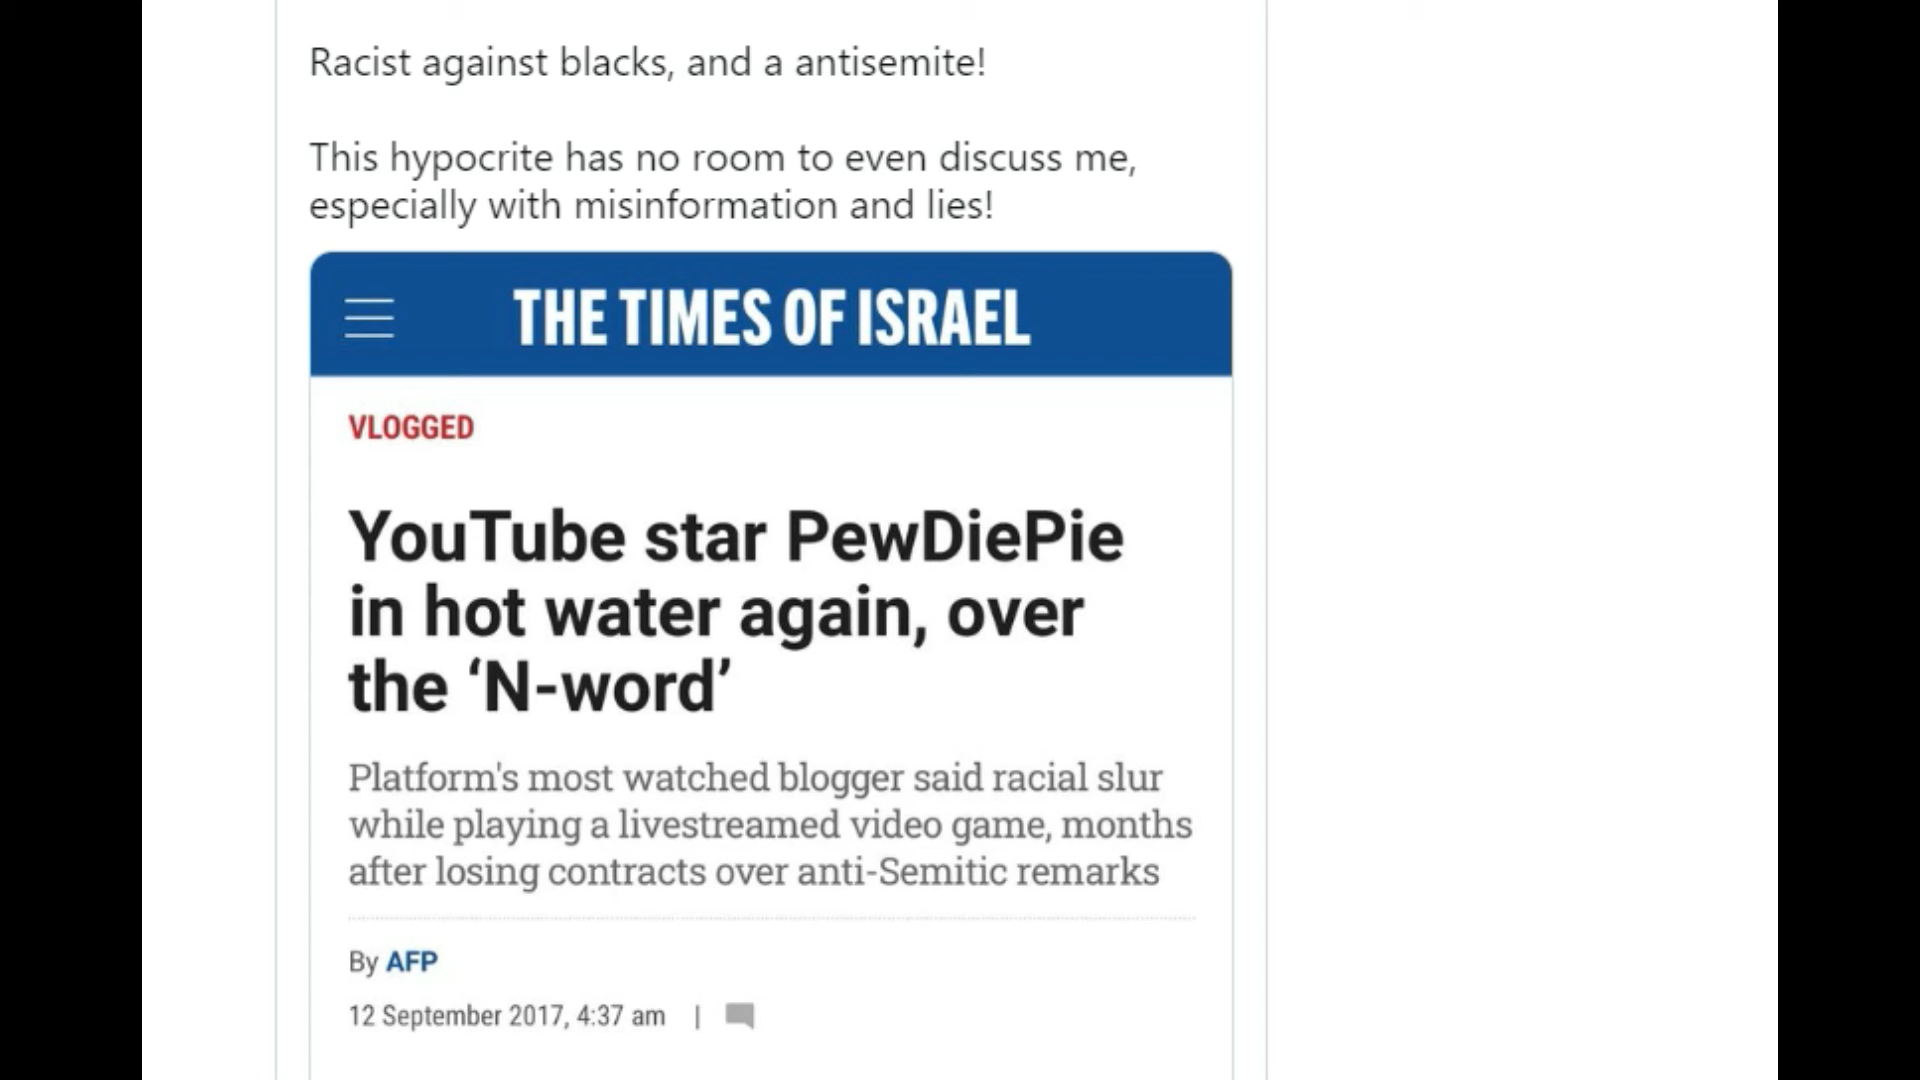 Racist against blacks, and a antisemite!
This hypocrite has no room to even discuss me,
especially with misinformation and lies!
THE TIMES OF ISRAEL
VLOGGED
YouTube star PewDiePie
in hot water again, over
the ‘N-word’
Platform's most watched blogger said racial slur
while playing a livestreamed video game, months
after losing contracts over anti-Semitic remarks
By AFP
12 September 2017, 4:37 am |